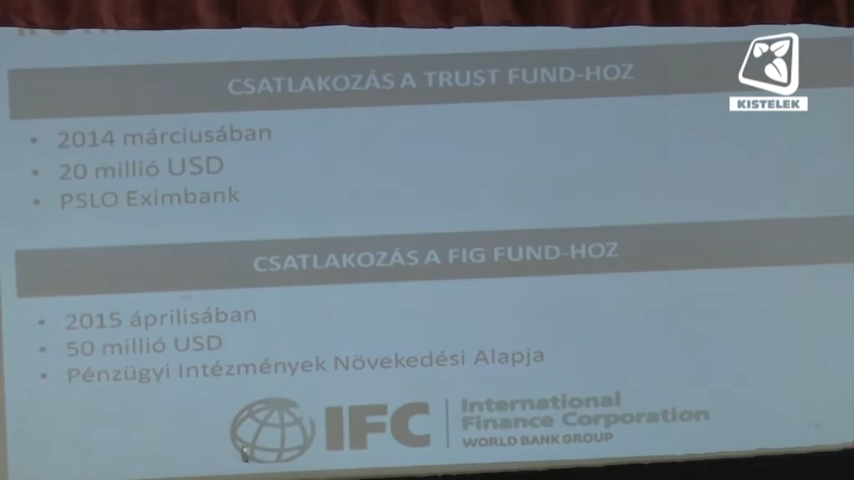 KISTELEK
CSATLAKOZÁS A TRUST FUND-HOZ
• 2014 márciusában
• 20 millió USD
• PSLO Eximbank
CSATLAKOZÁS A FIG FUND-HOZ
• 2015 áprilisában
• 50 millió USD
• Pénzügyi Intézmények Növekedési Alapja
IFC
International
Finance Corporation
WORLD BANK GROUP